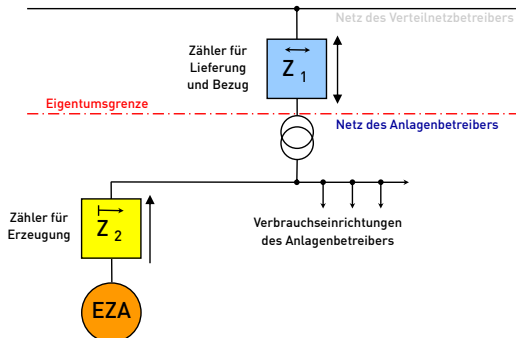 Netz des Verteilnetzbetreibers
Zähler für
Lieferung
und Bezug
Z 1
Eigentumsgrenze
Netz des Anlagenbetreibers
Zähler für
Erzeugung
Z 2
Verbrauchseinrichtungen
des Anlagenbetreibers
EZA